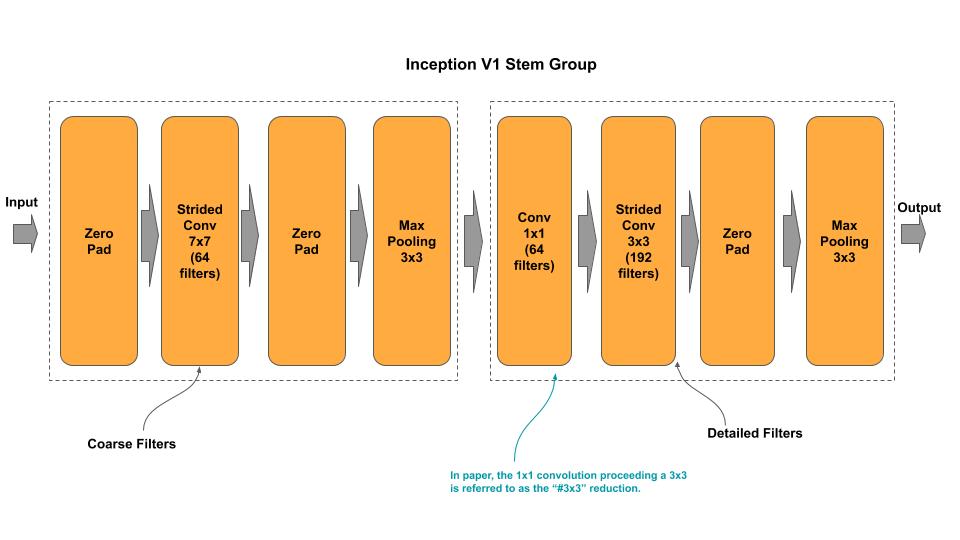 Inception V1 Stem Group
Input
Zero
Pad
Strided
Conv
7x7
(64
filters)
Zero
Pad
Max
Pooling
3x3
Conv
1x1
(64
filters)
Strided
Conv
3x3
(192
filters)
Zero
Pad
Max
Pooling
3x3
Output
Coarse Filters
Detailed Filters
In paper, the 1x1 convolution proceeding a 3x3
is referred to as the “#3x3” reduction.